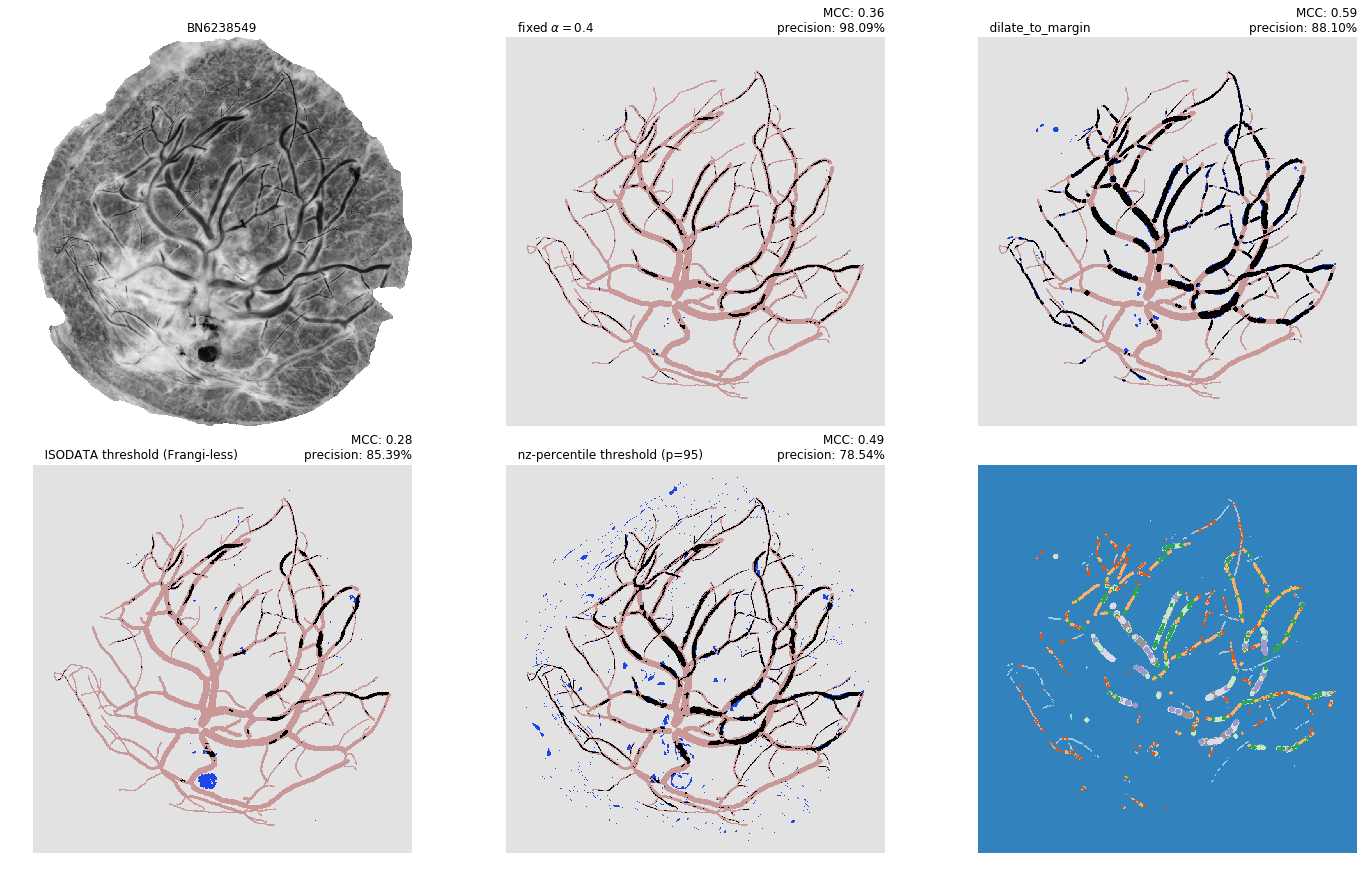 BN6238549
MCC: 0.36
fixed α = 0.4 precision: 98.09%
MCC: 0.59
dilate_to_margin precision: 88.10%
MCC: 0.28
ISODATA threshold (Frangi-less) precision: 85.39%
MCC: 0.49
nz-percentile threshold (p=95) precision: 78.54%